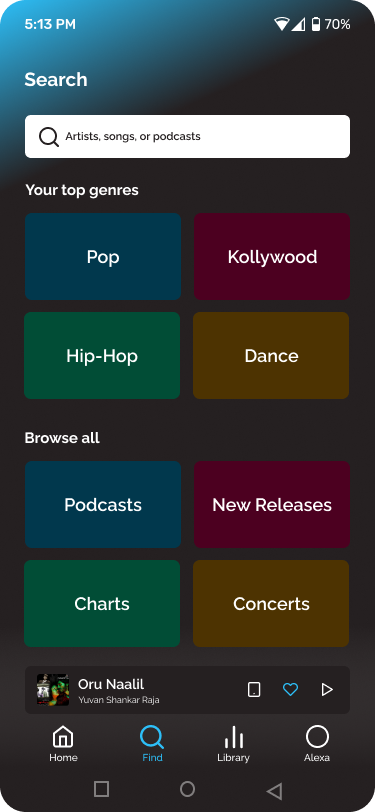 5:13 PM 70%
Search
Artists, songs, or podcasts
Your top genres
Pop Kollywood
Hip-Hop Dance
Browse all
Podcasts New Releases
Charts Concerts
Oru Naalil
Yuvan Shankar Raja
Home Find Library Alexa